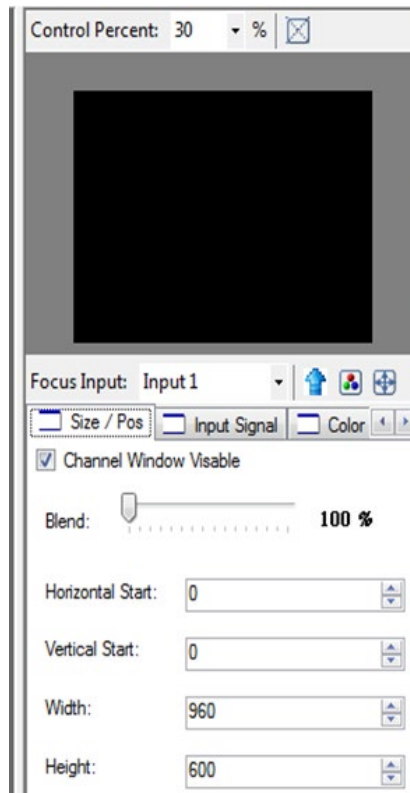 Control Percent: 30 %
Focus Input: Input 1
Size / Pos Input Signal Color
Channel Window Visable
Blend: 100 %
Horizontal Start: 0
Vertical Start: 0
Width: 960
Height: 600